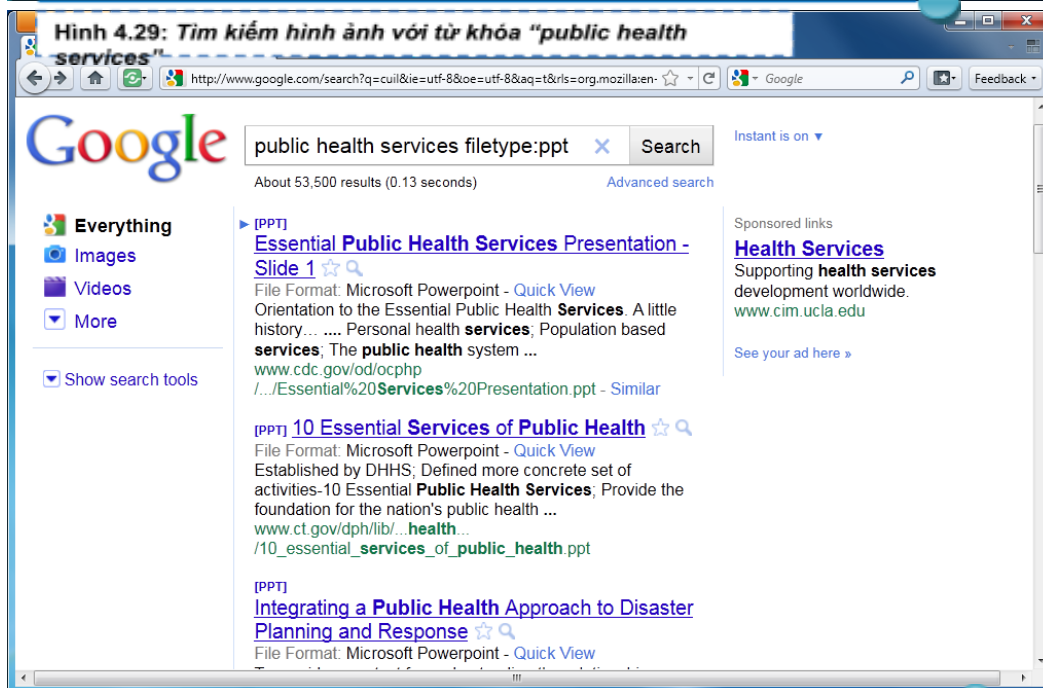 Hình 4.29: Tìm kiếm hình ảnh với từ khóa “public health
services”
http://www.google.com/search?q=cuil&ie=utf-8&oe=utf-8&aq=t&rls=org.mozilla:en-
Google
Feedback
Google
public health services filetype:ppt
Search
Instant is on
About 53,500 results (0.13 seconds)
Advanced search
Everything
Images
Videos
More
Show search tools
[PPT]
Essential Public Health Services Presentation -
Slide 1
File Format: Microsoft Powerpoint - Quick View
Orientation to the Essential Public Health Services. A little
history... .... Personal health services; Population based
services; The public health system ...
www.cdc.gov/od/ocphp
/.../Essential%20Services%20Presentation.ppt - Similar
[PPT] 10 Essential Services of Public Health
File Format: Microsoft Powerpoint - Quick View
Established by DHHS; Defined more concrete set of
activities-10 Essential Public Health Services; Provide the
foundation for the nation's public health ...
www.ct.gov/dph/lib/...health...
/10_essential_services_of_public_health.ppt
[PPT]
Integrating a Public Health Approach to Disaster
Planning and Response
File Format: Microsoft Powerpoint - Quick View
Sponsored links
Health Services
Supporting health services
development worldwide.
www.cim.ucla.edu
See your ad here »